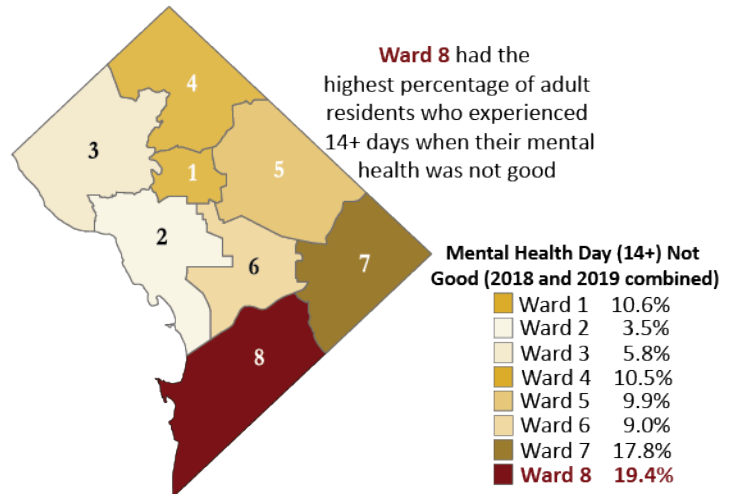 Ward 8 had the
highest percentage of adult
residents who experienced
14+ days when their mental
health was not good
4
3
1
5
2
6
7
8
Mental Health Day (14+) Not
Good (2018 and 2019 combined)
Ward 1 10.6%
Ward 2 3.5%
Ward 3 5.8%
Ward 4 10.5%
Ward 5 9.9%
Ward 6 9.0%
Ward 7 17.8%
Ward 8 19.4%